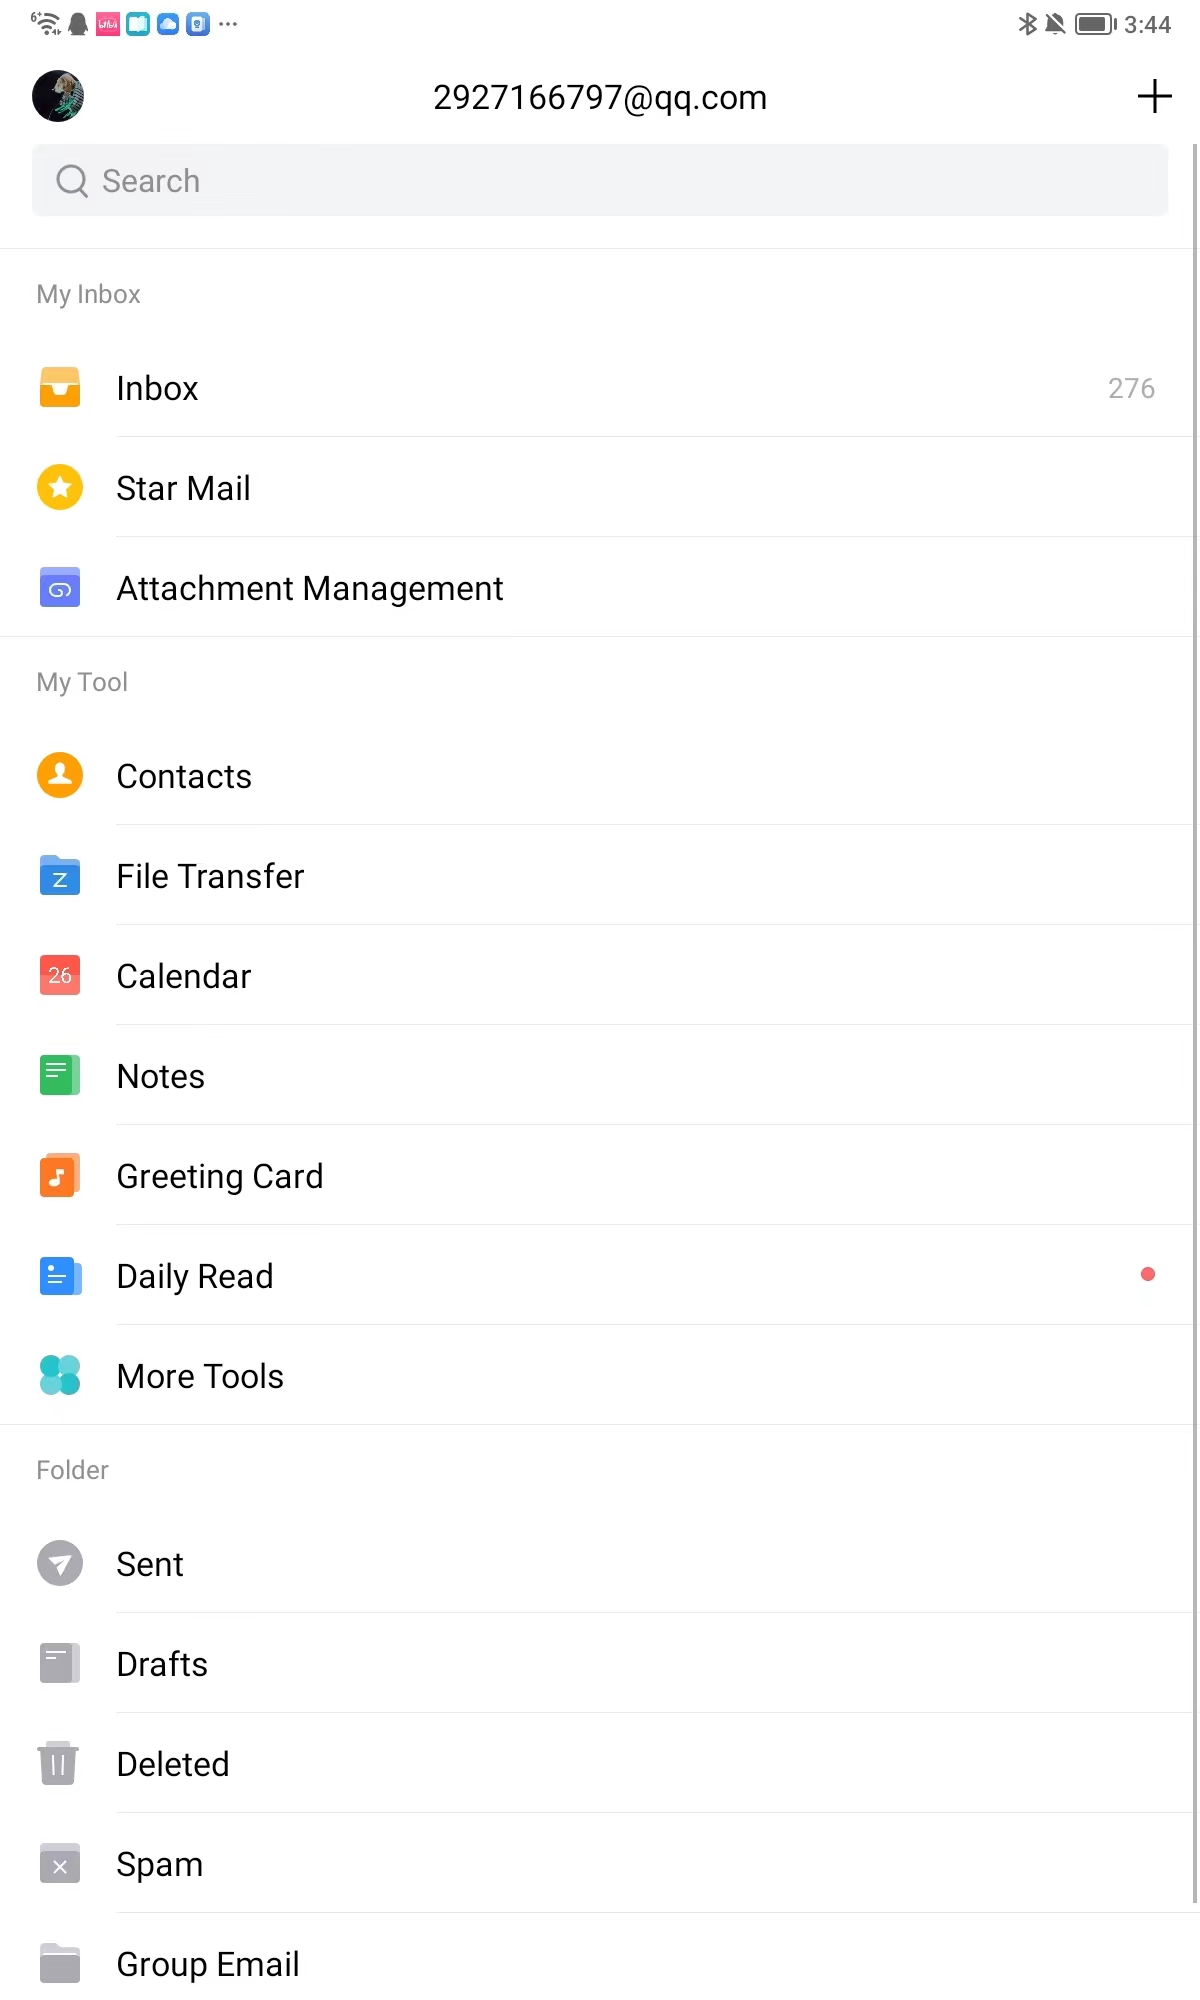 3:44
2927166797@qq.com
Search
My Inbox
Inbox 276
Star Mail
Attachment Management
My Tool
Contacts
File Transfer
26 Calendar
Notes
Greeting Card
Daily Read
More Tools
Folder
Sent
Drafts
Deleted
Spam
Group Email